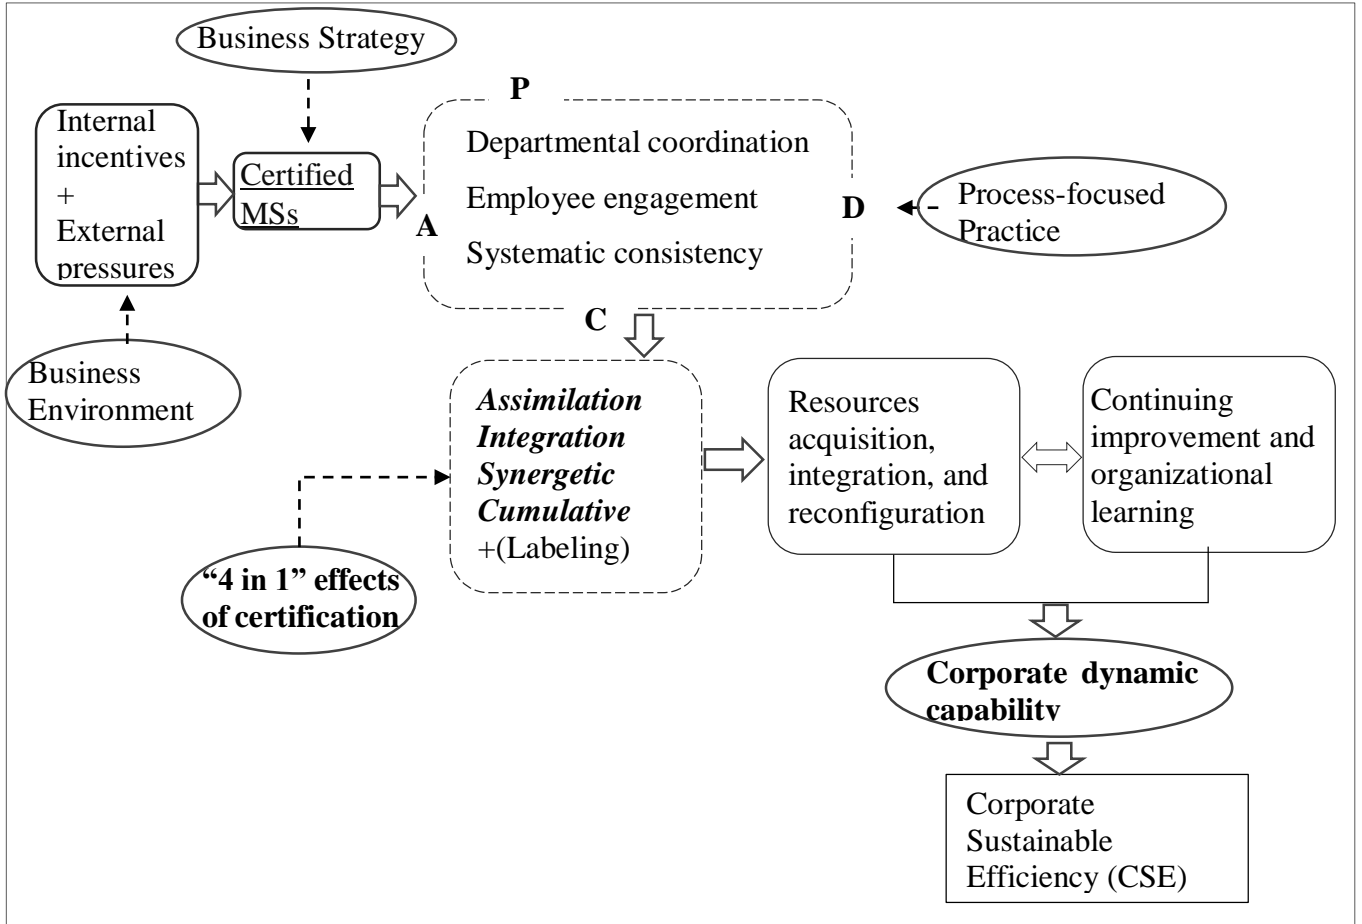 Business Strategy
P
Internal
incentives
+
External
pressures
Certified
MSs
Departmental coordination
Employee engagement
Systematic consistency
A
D
Process-focused
Practice
C
Business
Environment
Assimilation
Integration
Synergetic
Cumulative
+(Labeling)
Resources
acquisition,
integration, and
reconfiguration
Continuing
improvement and
organizational
learning
“4 in 1” effects
of certification
Corporate dynamic
capability
Corporate
Sustainable
Efficiency (CSE)